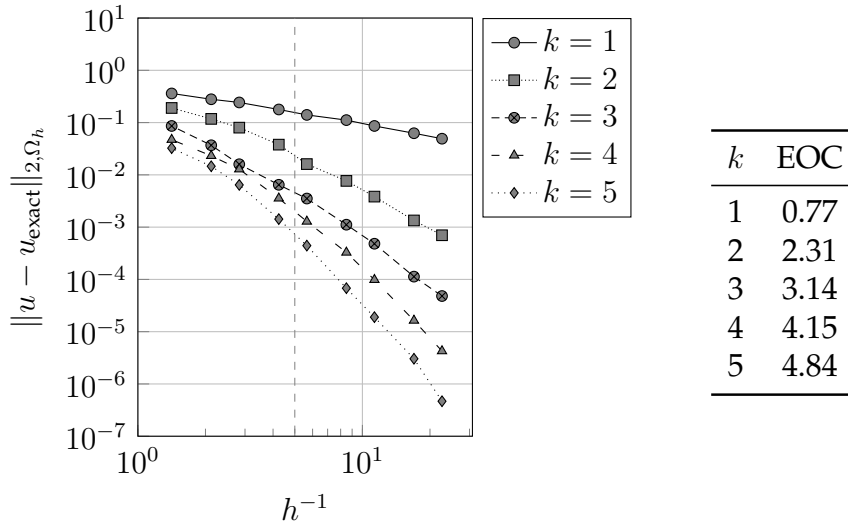 10^1
10^0
10^{-1}
10^{-2}
10^{-3}
10^{-4}
10^{-5}
10^{-6}
10^{-7}
‖u − u_exact‖_{2,Ω_h}
10^0 10^1
h^{-1}
k = 1
k = 2
k = 3
k = 4
k = 5
k EOC
1 0.77
2 2.31
3 3.14
4 4.15
5 4.84